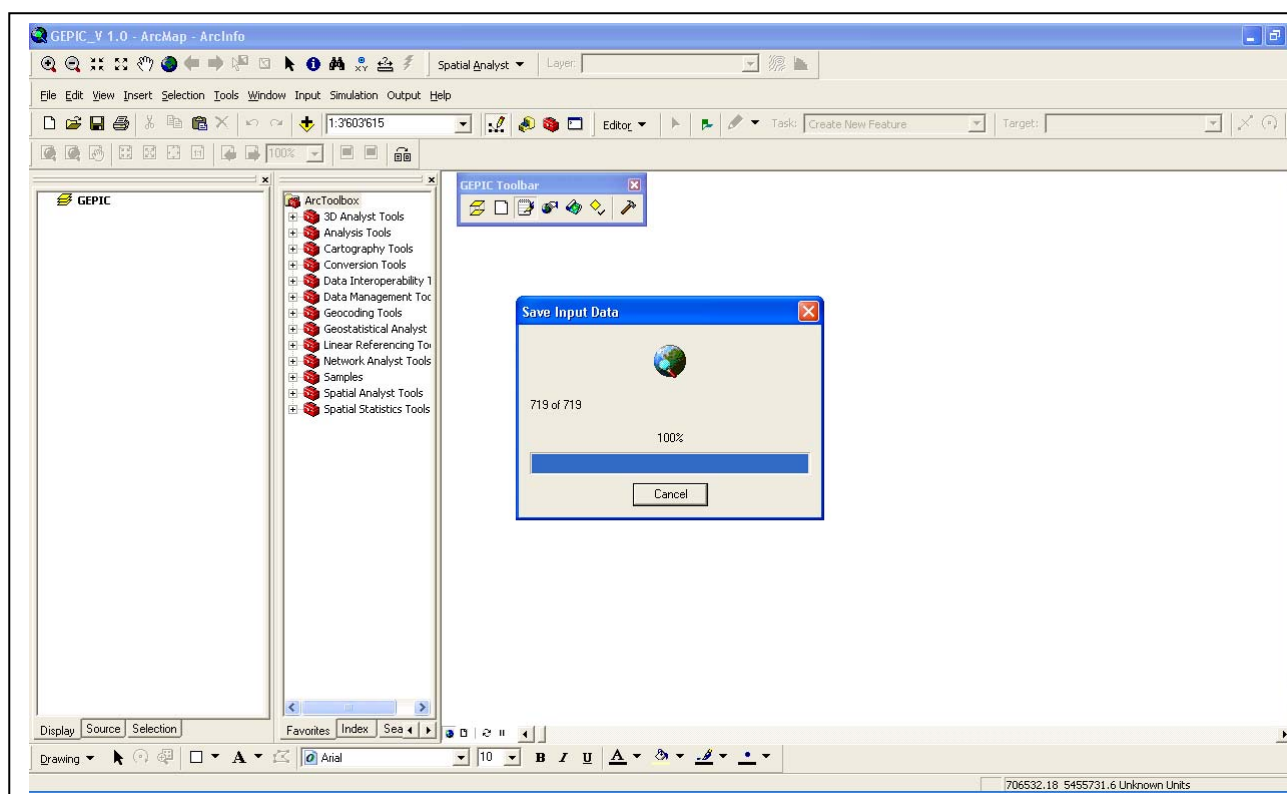 GEPIC_V 1.0 - ArcMap - ArcInfo
Spatial Analyst Layer:
File Edit View Insert Selection Tools Window Input Simulation Output Help
1:3'603'615 Editor Task: Create New Feature Target:
100%
GEPIC
ArcToolbox
3D Analyst Tools
Analysis Tools
Cartography Tools
Conversion Tools
Data Interoperability T
Data Management Toc
Geocoding Tools
Geostatistical Analyst
Linear Referencing To
Network Analyst Tools
Samples
Spatial Analyst Tools
Spatial Statistics Tools
GEPIC Toolbar
Save Input Data
719 of 719
100%
Cancel
Display Source Selection
Favorites Index Sea
Drawing A Arial 10 B I U A
706532.18 5455731.6 Unknown Units